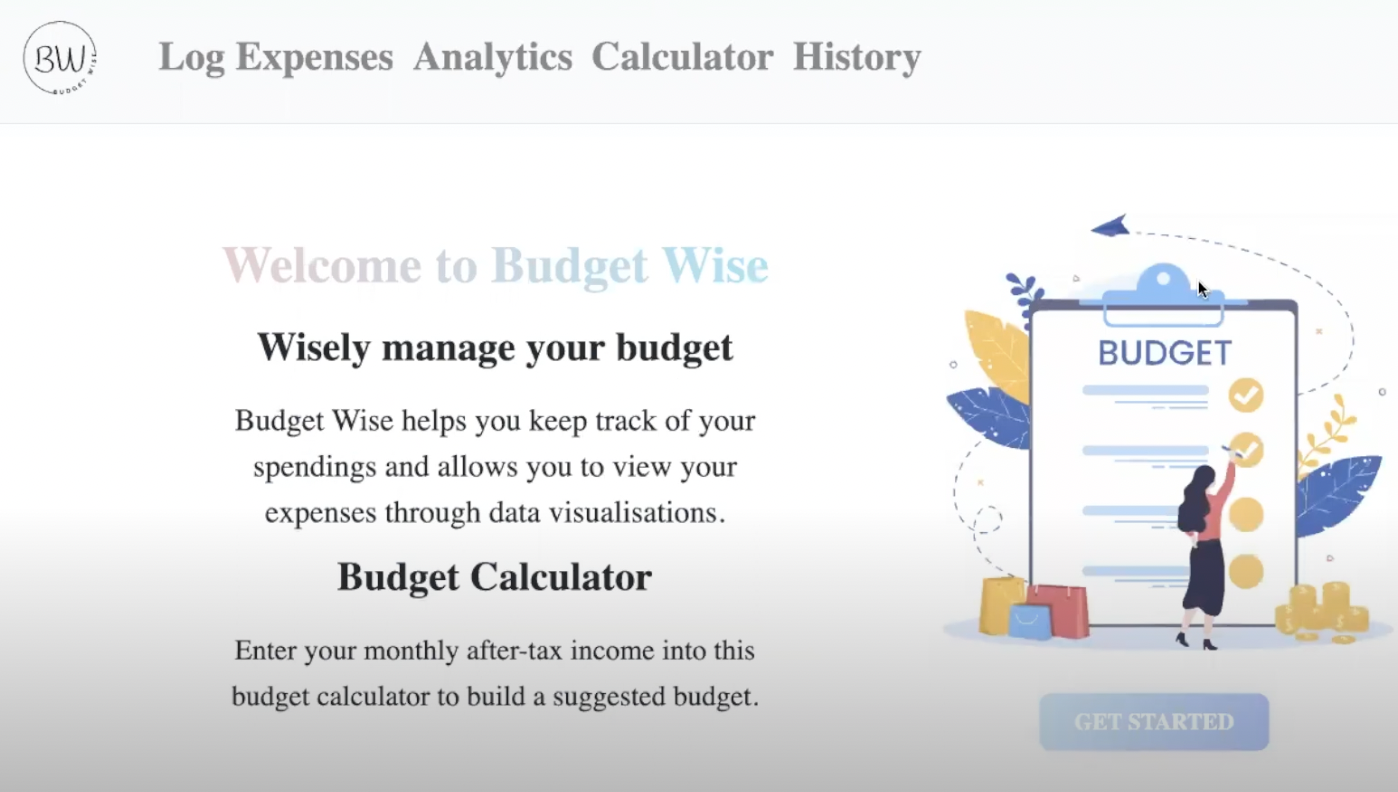 BW
BUDGET WISE
Log Expenses Analytics Calculator History
Welcome to Budget Wise
Wisely manage your budget
Budget Wise helps you keep track of your
spendings and allows you to view your
expenses through data visualisations.
Budget Calculator
Enter your monthly after-tax income into this
budget calculator to build a suggested budget.
BUDGET
GET STARTED